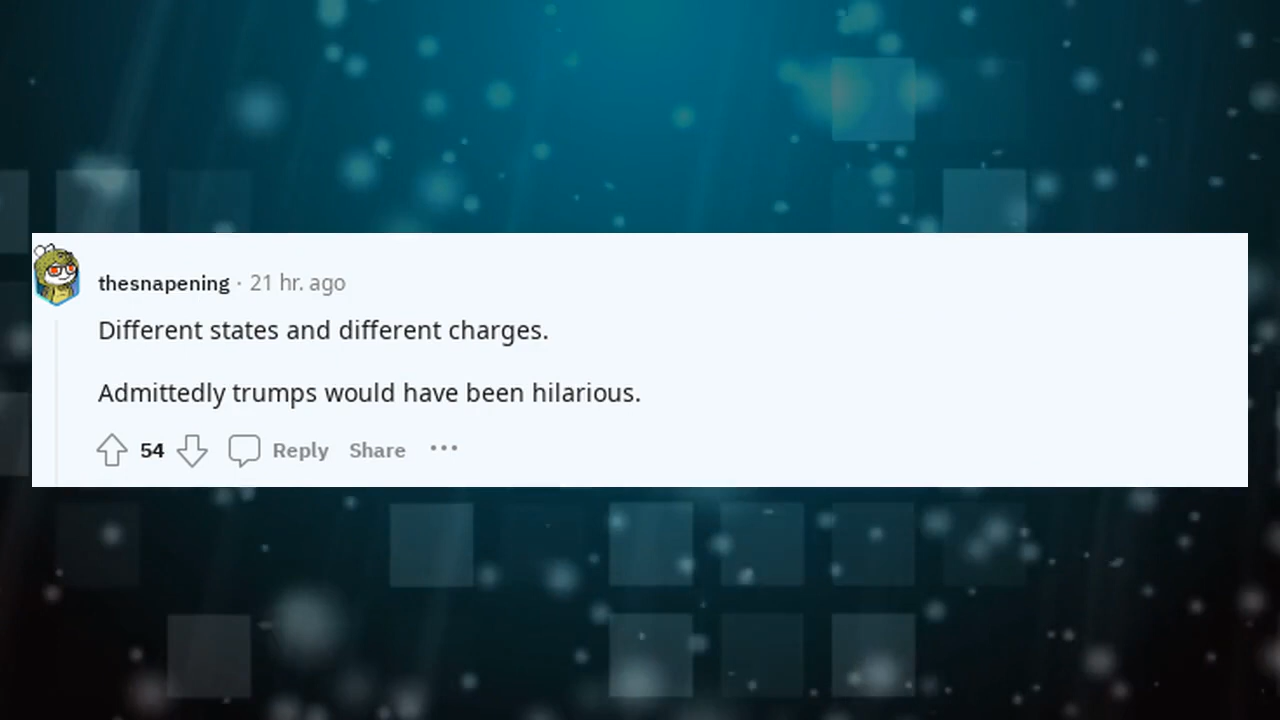 thesnapening · 21 hr. ago
Different states and different charges.
Admittedly trumps would have been hilarious.
54 Reply Share ···